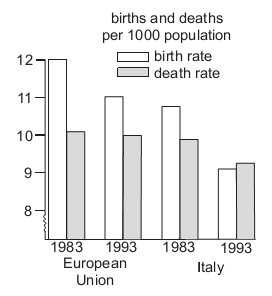 births and deaths
per 1000 population
birth rate
death rate
12
11
10
9
8
1983 1993 1983 1993
European
Union
Italy